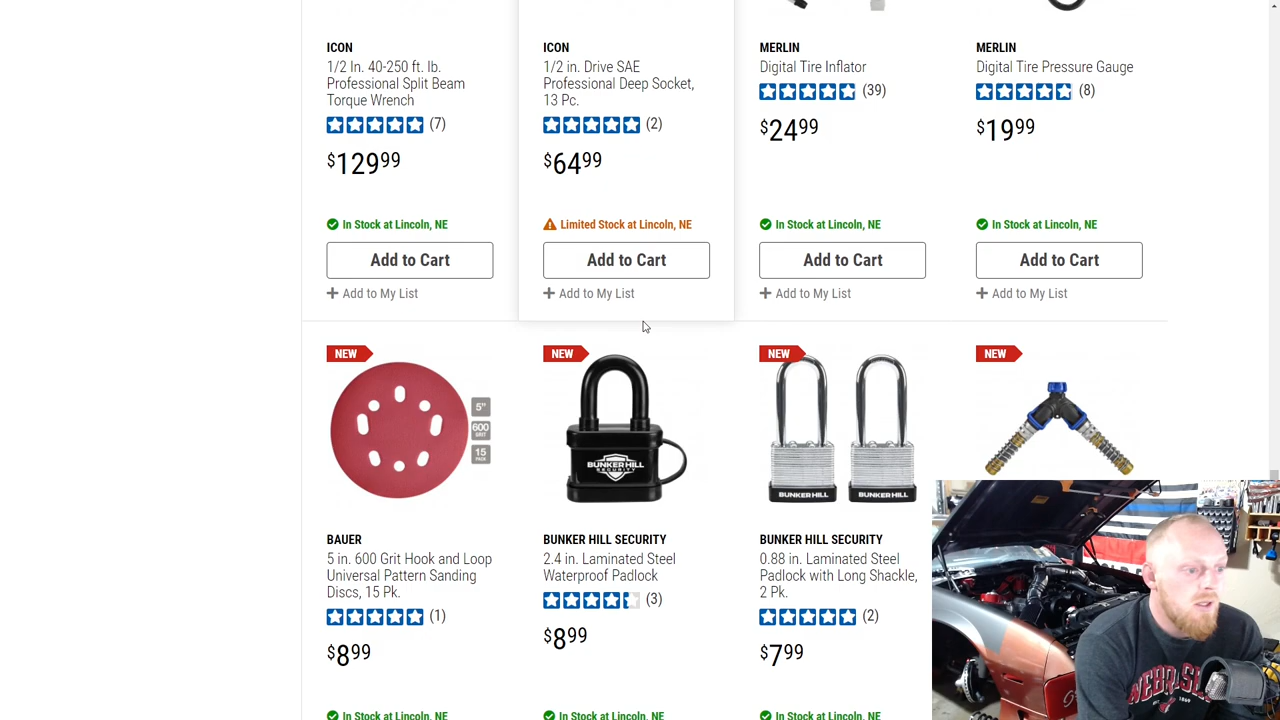 ICON
1/2 In. 40-250 ft. lb.
Professional Split Beam
Torque Wrench
(7)
$129 99
In Stock at Lincoln, NE
Add to Cart
Add to My List
ICON
1/2 in. Drive SAE
Professional Deep Socket,
13 Pc.
(2)
$64 99
Limited Stock at Lincoln, NE
Add to Cart
Add to My List
MERLIN
Digital Tire Inflator
(39)
$24 99
In Stock at Lincoln, NE
Add to Cart
Add to My List
MERLIN
Digital Tire Pressure Gauge
(8)
$19 99
In Stock at Lincoln, NE
Add to Cart
Add to My List
NEW
5"
600
GRIT
15
PACK
BAUER
5 in. 600 Grit Hook and Loop
Universal Pattern Sanding
Discs, 15 Pk.
(1)
$8 99
In Stock at Lincoln, NE
NEW
BUNKER HILL
SECURITY
BUNKER HILL SECURITY
2.4 in. Laminated Steel
Waterproof Padlock
(3)
$8 99
In Stock at Lincoln, NE
NEW
BUNKER HILL
BUNKER HILL
BUNKER HILL SECURITY
0.88 in. Laminated Steel
Padlock with Long Shackle,
2 Pk.
(2)
$7 99
In Stock at Lincoln, NE
NEW